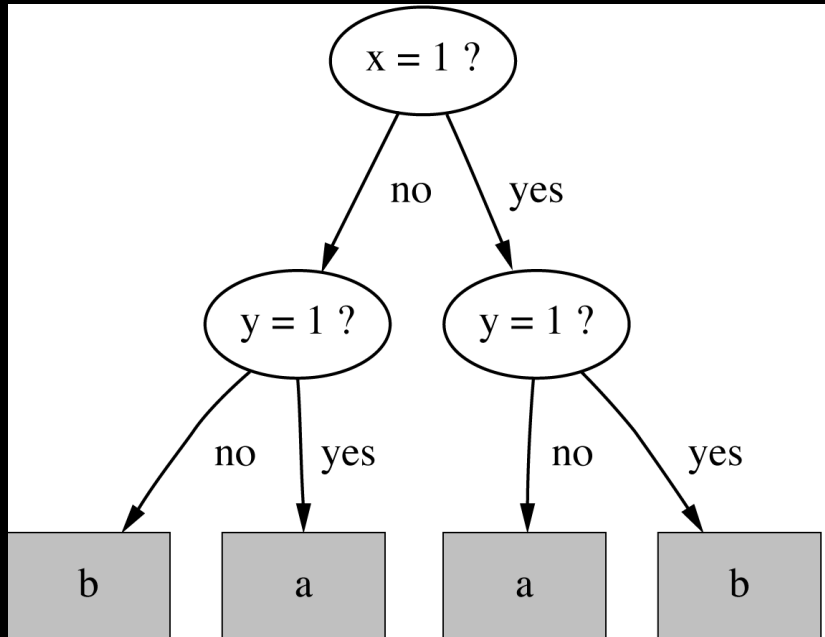 x = 1 ?
no yes
y = 1 ? y = 1 ?
no yes no yes
b a a b